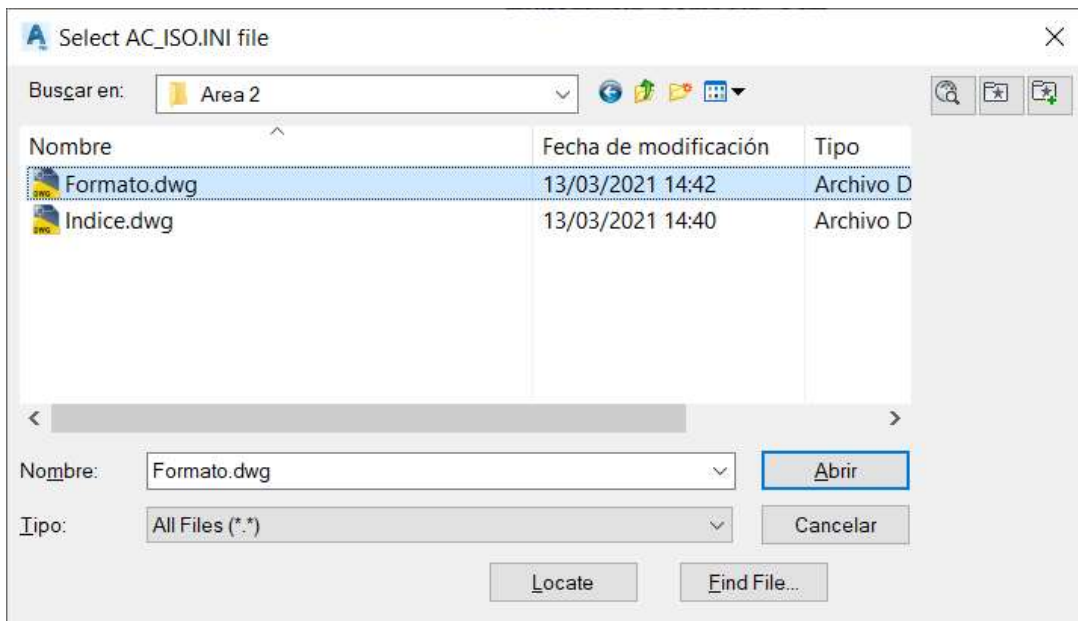 Select AC_ISO.INI file
Buscar en: Area 2
Nombre Fecha de modificación Tipo
Formato.dwg 13/03/2021 14:42 Archivo D
Indice.dwg 13/03/2021 14:40 Archivo D
Nombre: Formato.dwg Abrir
Tipo: All Files (*.*) Cancelar
Locate Find File...